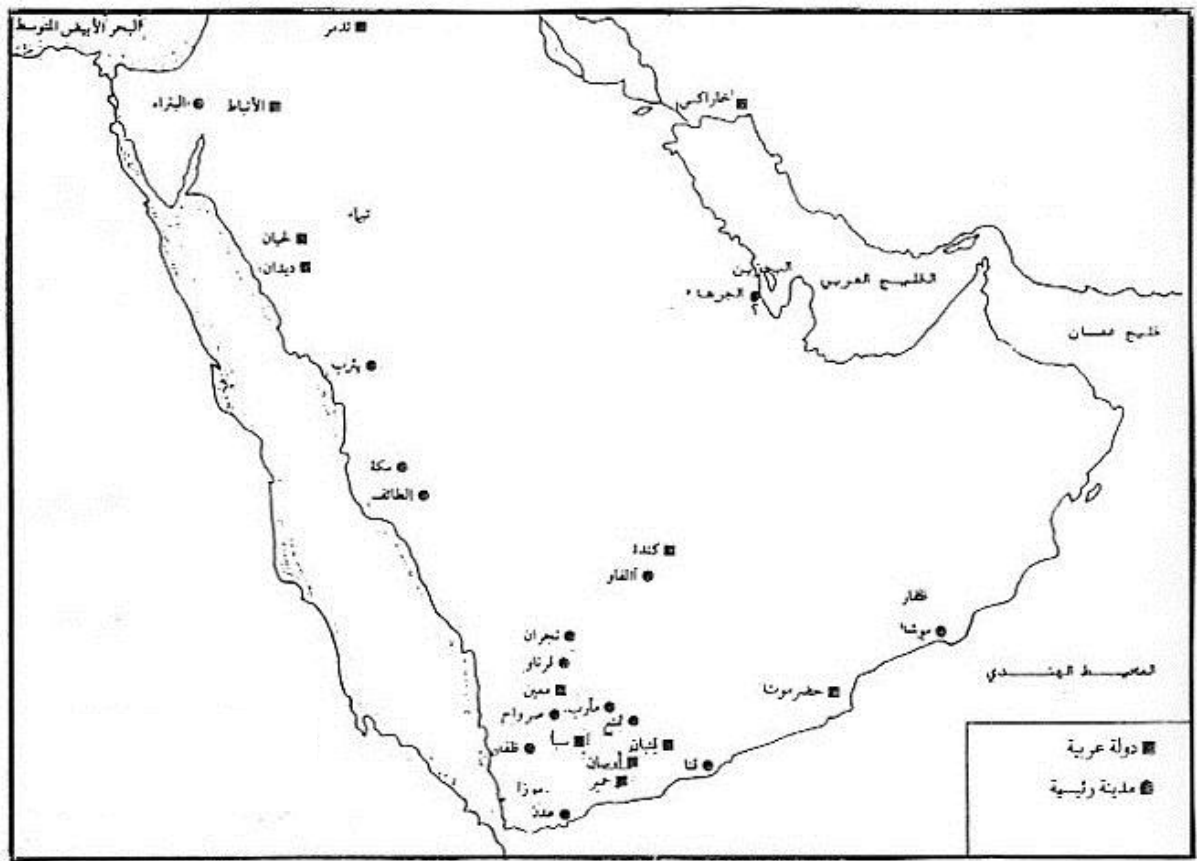 البحر الأبيض المتوسط
تدمر
البتراء
الأنباط
خاراكس
تيماء
لحيان
ديدان
البحرين
الخليج العربي
الجرهاء
؟
خليج عمان
يثرب
مكة
الطائف
كندة
الفاو
ظفار
موشا
نجران
قرناو
معين
المحيط الهندي
حضرموت
مأرب
صرواح
سبأ
ظفار
أوسان
قنا
حمير
موزا
عدن
دولة عربية
مدينة رئيسية